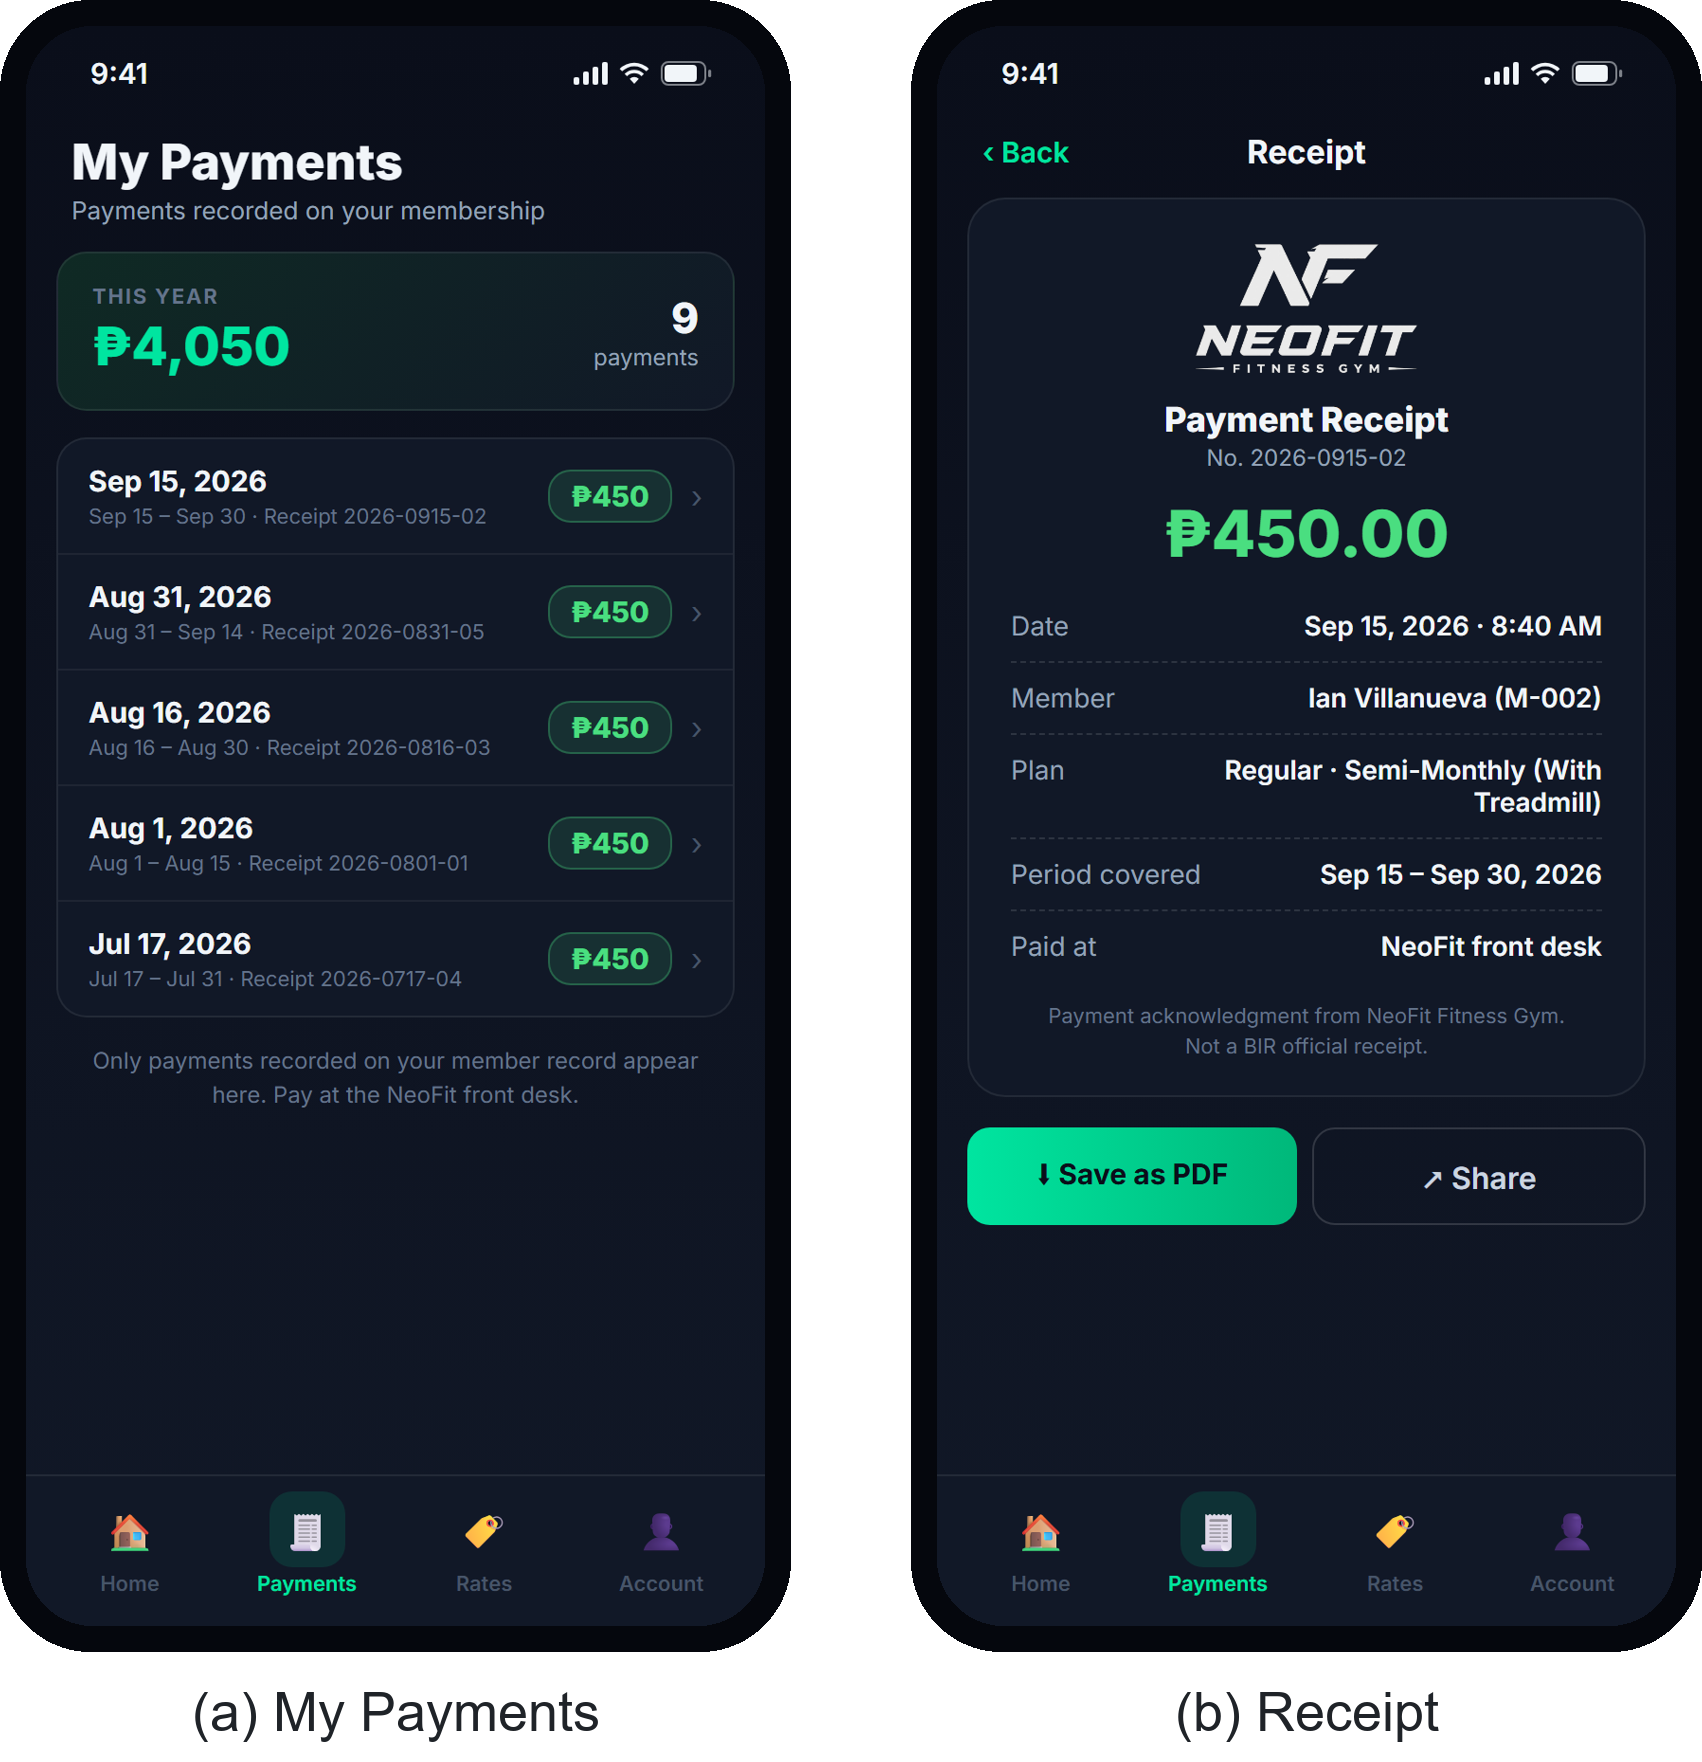 9:41
My Payments
Payments recorded on your membership
THIS YEAR
₱4,050
9
payments
Sep 15, 2026
Sep 15 – Sep 30 · Receipt 2026-0915-02
₱450 ›
Aug 31, 2026
Aug 31 – Sep 14 · Receipt 2026-0831-05
₱450 ›
Aug 16, 2026
Aug 16 – Aug 30 · Receipt 2026-0816-03
₱450 ›
Aug 1, 2026
Aug 1 – Aug 15 · Receipt 2026-0801-01
₱450 ›
Jul 17, 2026
Jul 17 – Jul 31 · Receipt 2026-0717-04
₱450 ›
Only payments recorded on your member record appear
here. Pay at the NeoFit front desk.
Home Payments Rates Account
(a) My Payments
9:41
‹ Back Receipt
NF
NEOFIT
FITNESS GYM
Payment Receipt
No. 2026-0915-02
₱450.00
Date Sep 15, 2026 · 8:40 AM
Member Ian Villanueva (M-002)
Plan Regular · Semi-Monthly (With
Treadmill)
Period covered Sep 15 – Sep 30, 2026
Paid at NeoFit front desk
Payment acknowledgment from NeoFit Fitness Gym.
Not a BIR official receipt.
⬇ Save as PDF ↗ Share
Home Payments Rates Account
(b) Receipt